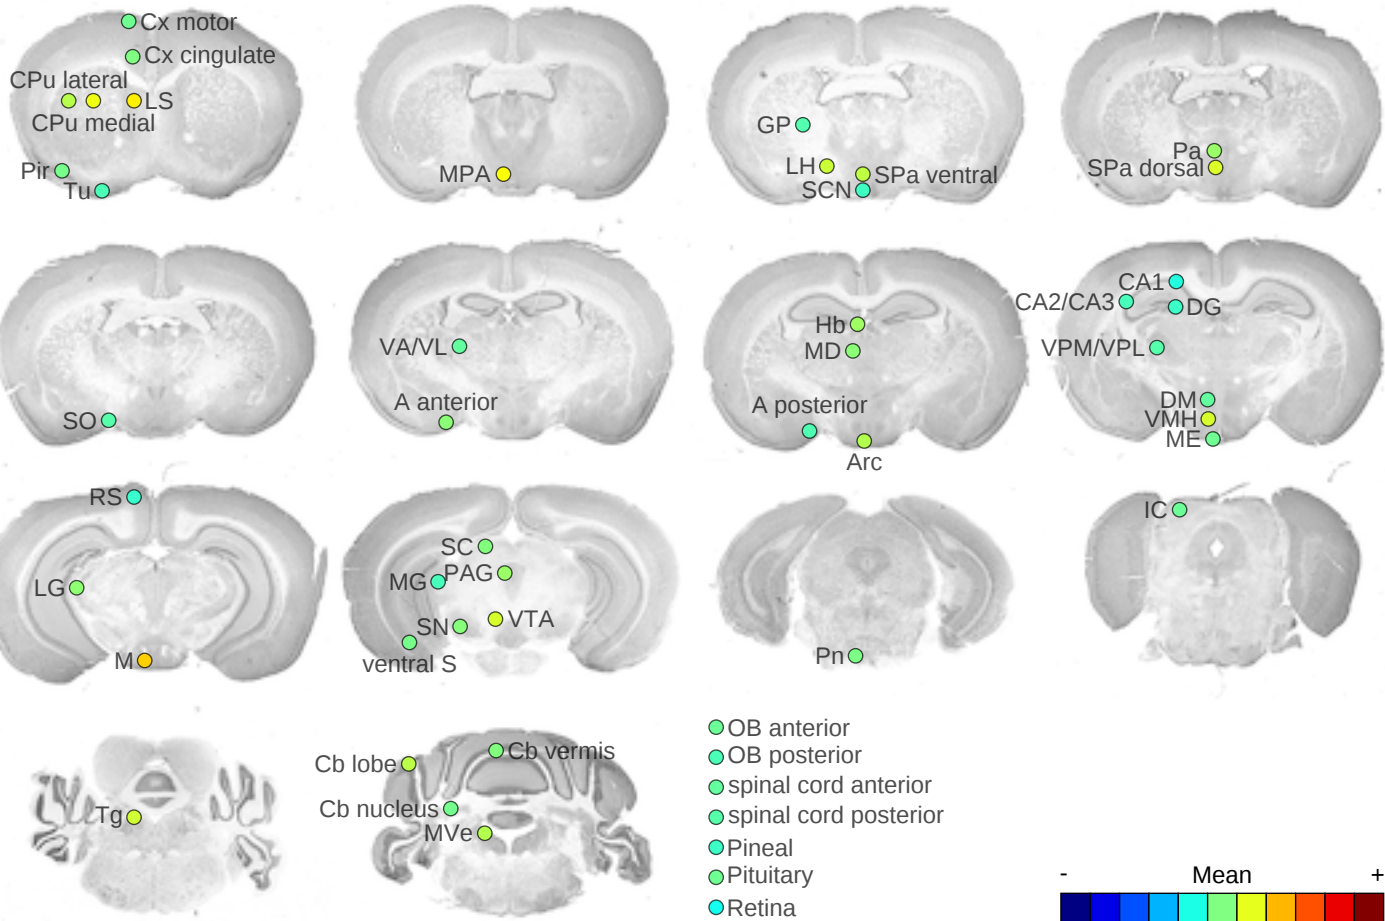 Cx motor
Cx cingulate
CPu lateral
LS
CPu medial
Pir
Tu
MPA
GP
LH
SPa ventral
SCN
Pa
SPa dorsal
SO
VA/VL
A anterior
Hb
MD
A posterior
Arc
CA1
CA2/CA3
DG
VPM/VPL
DM
VMH
ME
RS
LG
M
SC
MG
PAG
SN
VTA
ventral S
Pn
IC
Tg
Cb lobe
Cb vermis
Cb nucleus
MVe
OB anterior
OB posterior
spinal cord anterior
spinal cord posterior
Pineal
Pituitary
Retina
- Mean +